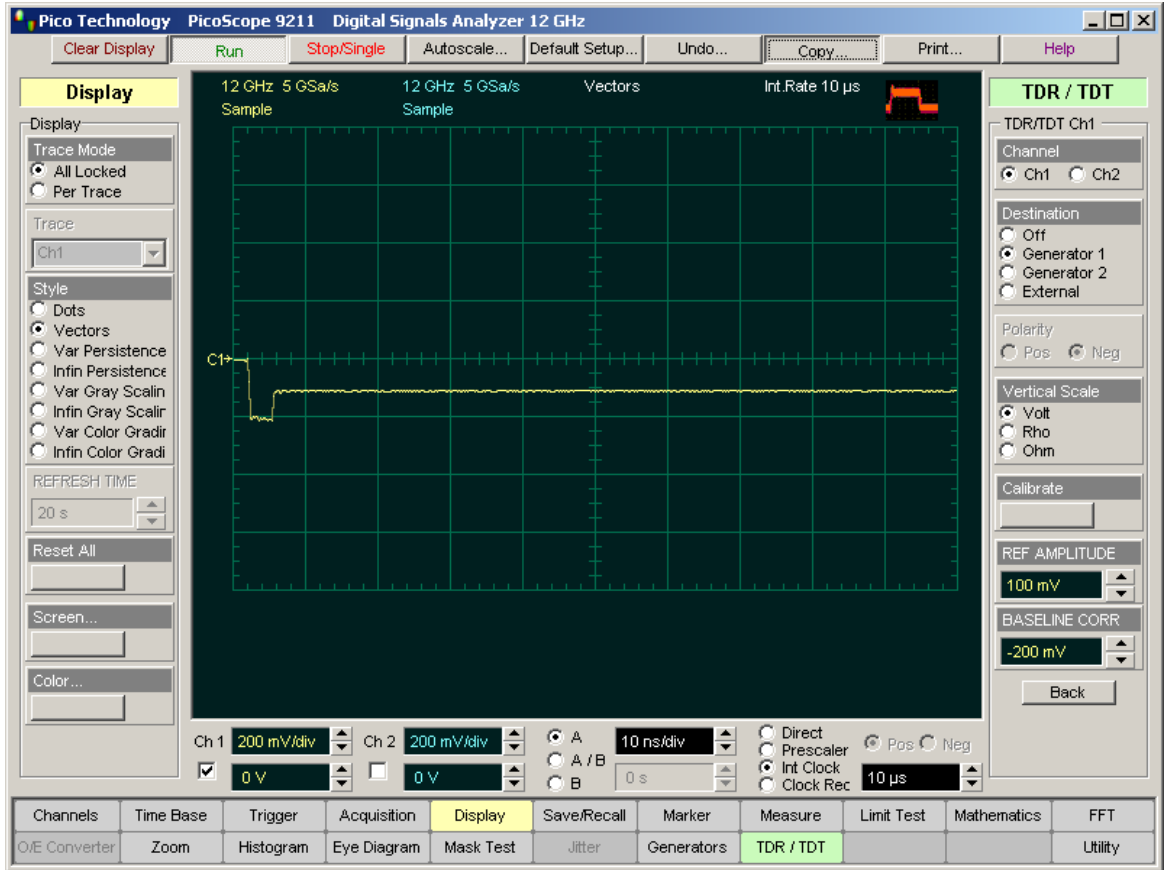 Pico Technology PicoScope 9211 Digital Signals Analyzer 12 GHz
Clear Display Run Stop/Single Autoscale... Default Setup... Undo... Copy... Print... Help
Display
Display
Trace Mode
All Locked
Per Trace
Trace
Ch1
Style
Dots
Vectors
Var Persistence
Infin Persistence
Var Gray Scalin
Infin Gray Scalir
Var Color Gradir
Infin Color Gradi
REFRESH TIME
20 s
Reset All
Screen...
Color...
12 GHz 5 GSa/s 12 GHz 5 GSa/s Vectors Int.Rate 10 µs
Sample Sample
C1
TDR / TDT
TDR/TDT Ch1
Channel
Ch1 Ch2
Destination
Off
Generator 1
Generator 2
External
Polarity
Pos Neg
Vertical Scale
Volt
Rho
Ohm
Calibrate
REF AMPLITUDE
100 mV
BASELINE CORR
-200 mV
Back
Ch 1 200 mV/div Ch 2 200 mV/div A 10 ns/div Direct Pos Neg
A / B Prescaler
0 V 0 V B 0 s Int Clock 10 µs
Clock Rec
Channels Time Base Trigger Acquisition Display Save/Recall Marker Measure Limit Test Mathematics FFT
O/E Converter Zoom Histogram Eye Diagram Mask Test Jitter Generators TDR / TDT Utility